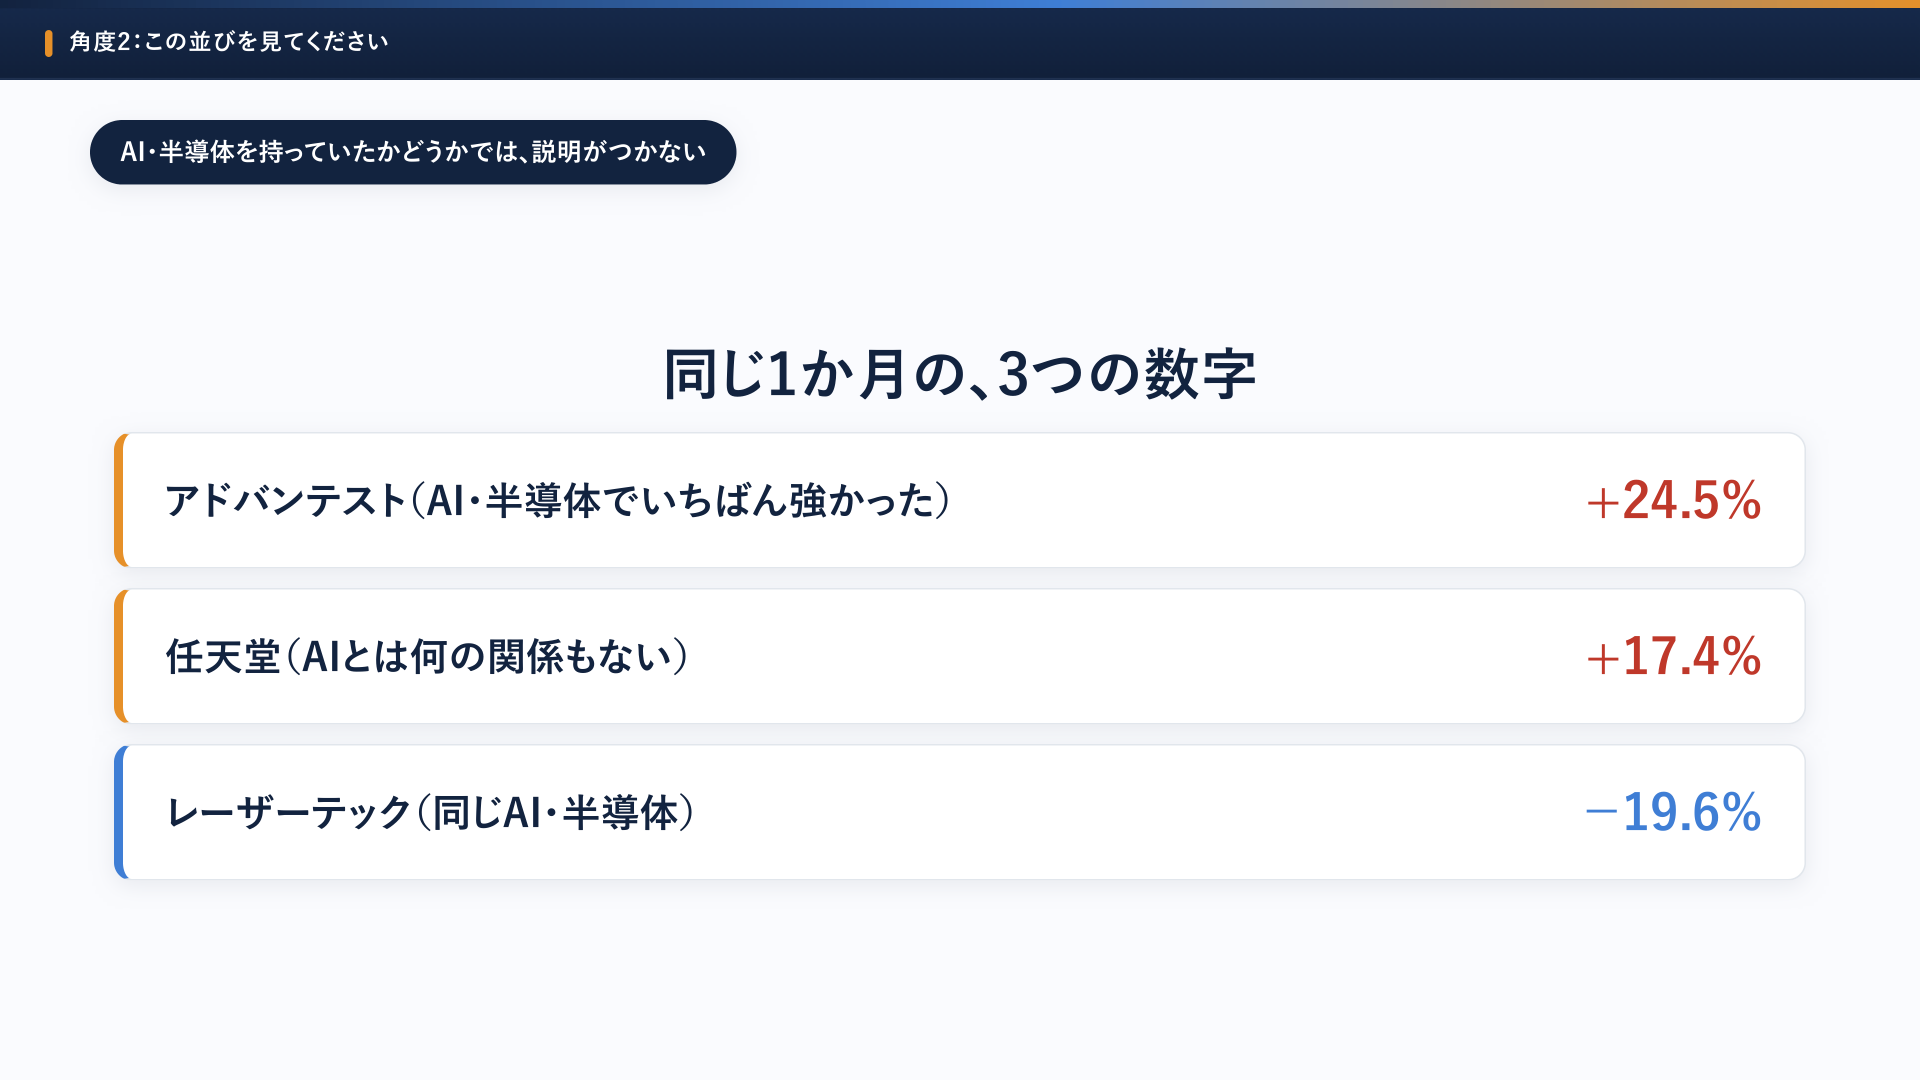 角度2：この並びを見てください
AI・半導体を持っていたかどうかでは、説明がつかない
同じ1か月の、3つの数字
アドバンテスト（AI・半導体でいちばん強かった）
＋24.5%
任天堂（AIとは何の関係もない）
＋17.4%
レーザーテック（同じAI・半導体）
－19.6%